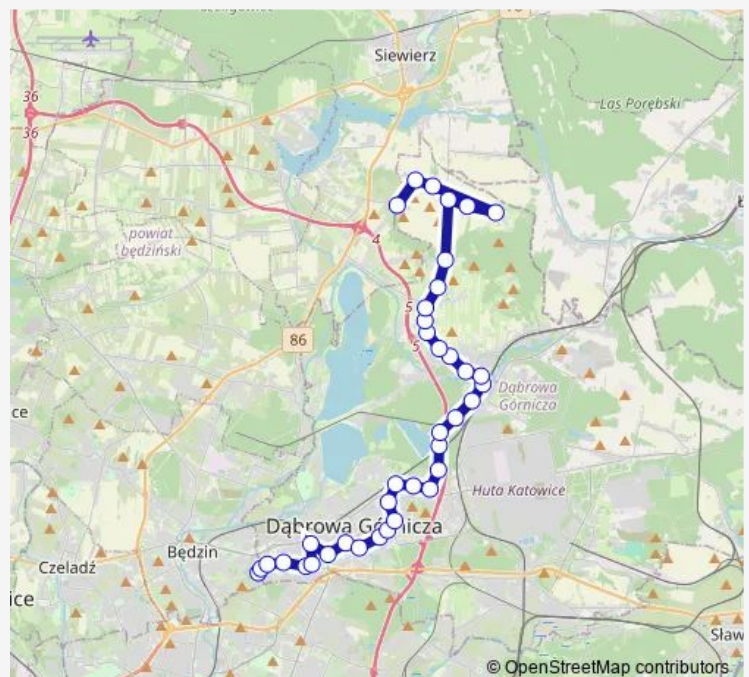 Siewierz
36
36
Las Porębski
powiat
będziński
4
5
5
86
Dąbrowa
Górnicza
ce
Huta Katowice
Dąbrowa Górnicza
Będzin
Czeladź
ice
Sław
© OpenStreetMap contributors